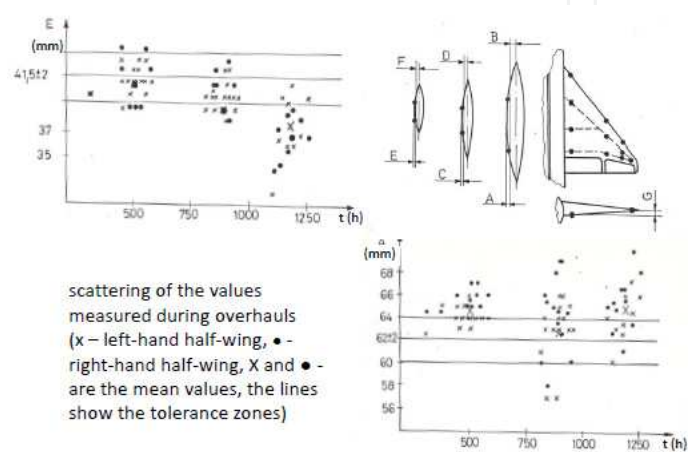 E
(mm)
41,5±2
37
35
500 750 1000 1250 t (h)
F D B
E C A
G
(mm)
68
66
64
62±2
60
58
56
500 750 1000 1250 t (h)
scattering of the values
measured during overhauls
(x – left-hand half-wing, ● -
right-hand half-wing, X and ● -
are the mean values, the lines
show the tolerance zones)